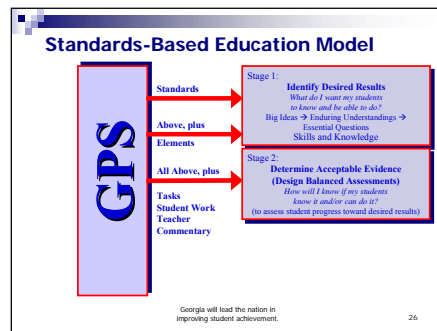 Standards-Based Education Model
GPS
Standards
Above, plus
Elements
All Above, plus
Tasks
Student Work
Teacher
Commentary
Stage 1:
Identify Desired Results
What do I want my students
to know and be able to do?
Big Ideas → Enduring Understandings →
Essential Questions
Skills and Knowledge
Stage 2:
Determine Acceptable Evidence
(Design Balanced Assessments)
How will I know if my students
know it and/or can do it?
(to assess student progress toward desired results)
Georgia will lead the nation in
improving student achievement.
26